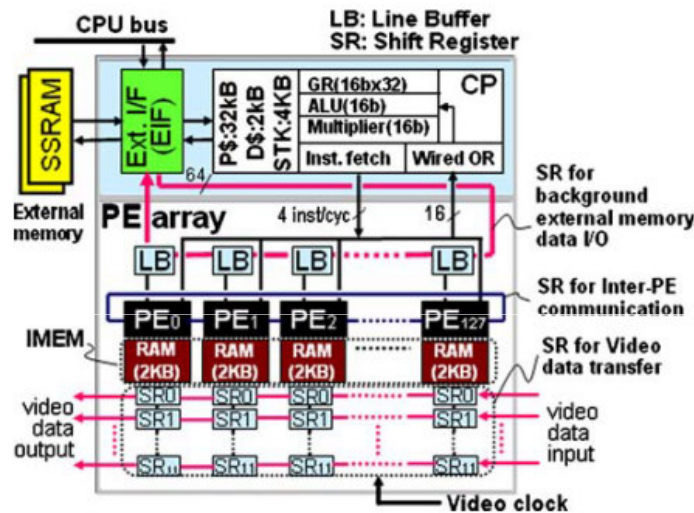 CPU bus
LB: Line Buffer
SR: Shift Register
SSRAM
External
memory
Ext. I/F
(EIF)
P$:32kB
D$:2kB
STK:4KB
GR(16bx32)
CP
ALU(16b)
Multiplier(16b)
Inst. fetch
Wired OR
64
SR for
background
external memory
data I/O
PE array
4 inst/cyc
16
LB
LB
LB
LB
SR for Inter-PE
communication
PE0
PE1
PE2
PE127
IMEM
RAM
(2KB)
RAM
(2KB)
RAM
(2KB)
RAM
(2KB)
SR for Video
data transfer
SR0
SR0
SR0
SR0
SR1
SR1
SR1
SR1
SR11
SR11
SR11
SR11
video
data
output
video
data
input
Video clock